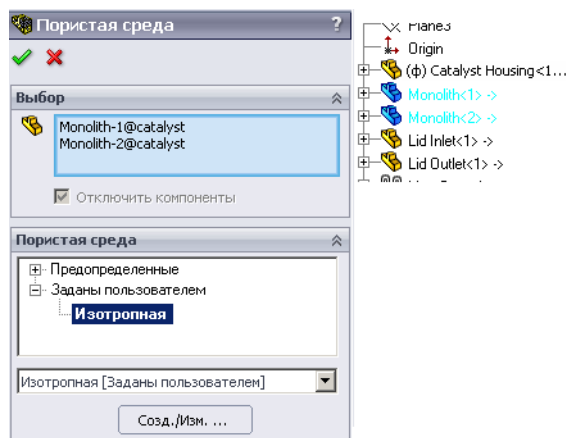 Пористая среда ?
Выбор
Monolith-1@catalyst
Monolith-2@catalyst
Отключить компоненты
Пористая среда
Предопределенные
Заданы пользователем
Изотропная
Изотропная [Заданы пользователем]
Созд./Изм. ...
Plane3
Origin
(ф) Catalyst Housing<1...
Monolith<1> ->
Monolith<2> ->
Lid Inlet<1> ->
Lid Outlet<1> ->